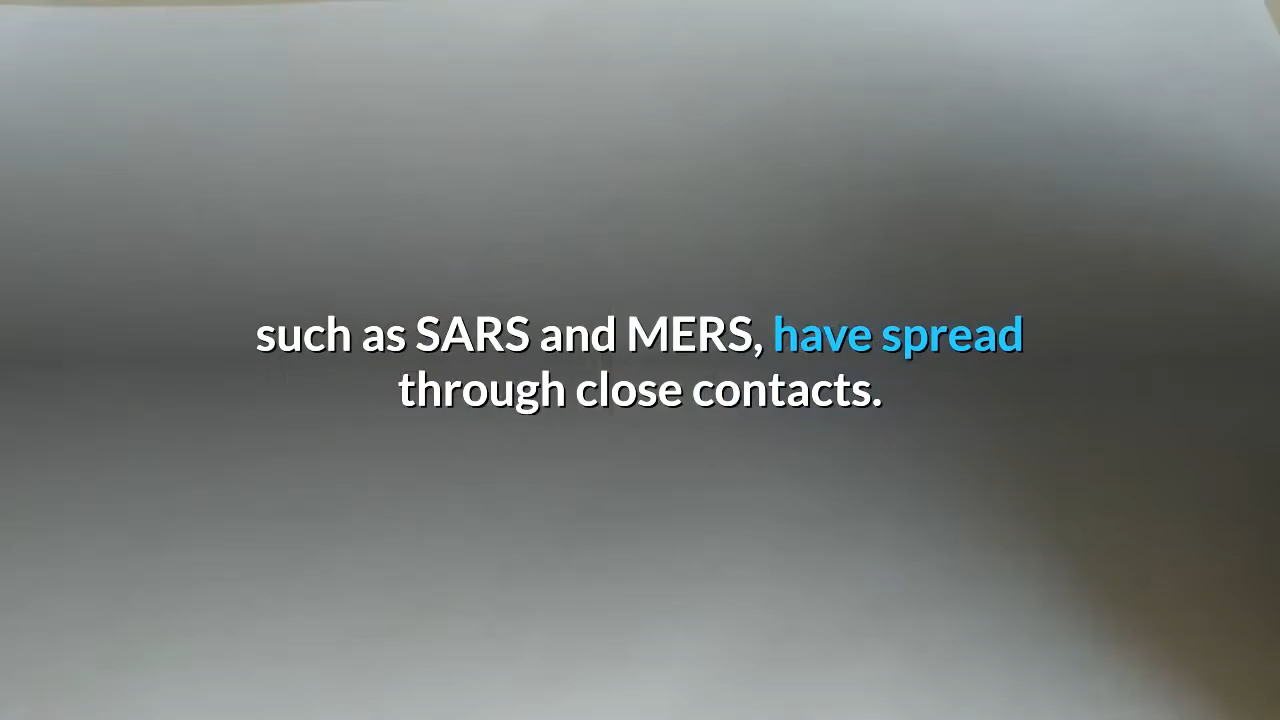 such as SARS and MERS, have spread
through close contacts.